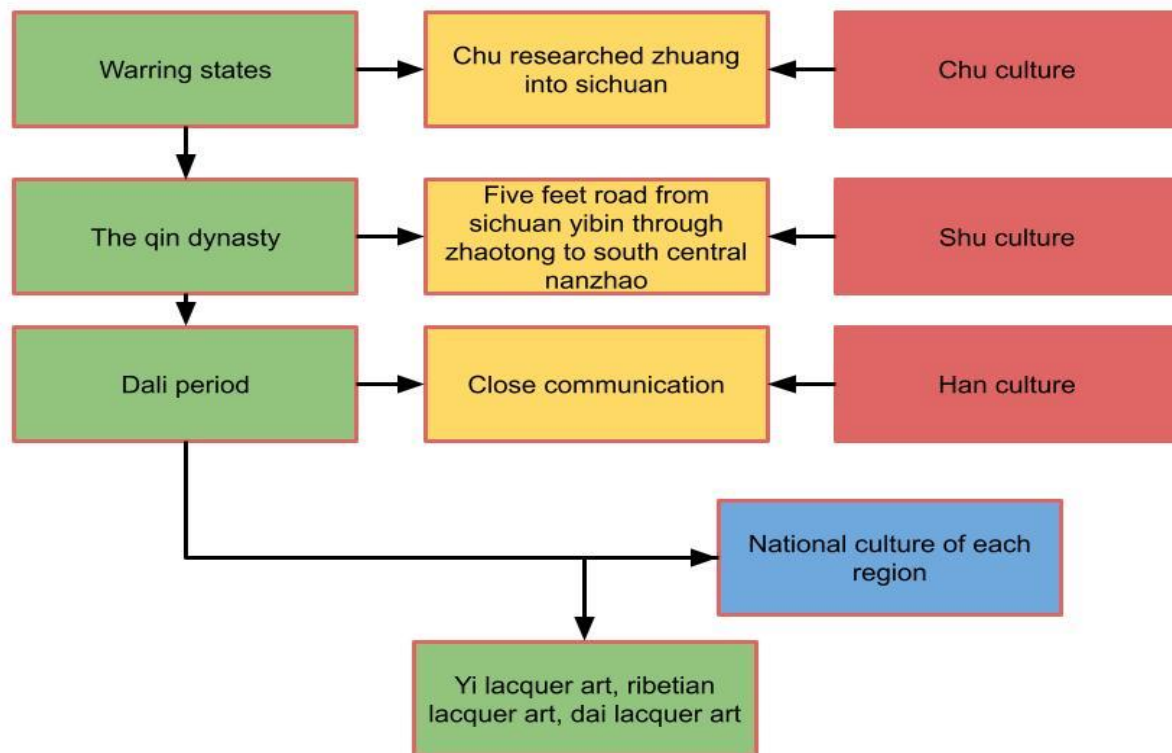 Warring states
Chu researched zhuang
into sichuan
Chu culture
The qin dynasty
Five feet road from
sichuan yibin through
zhaotong to south central
nanzhao
Shu culture
Dali period
Close communication
Han culture
National culture of each
region
Yi lacquer art, ribetian
lacquer art, dai lacquer art